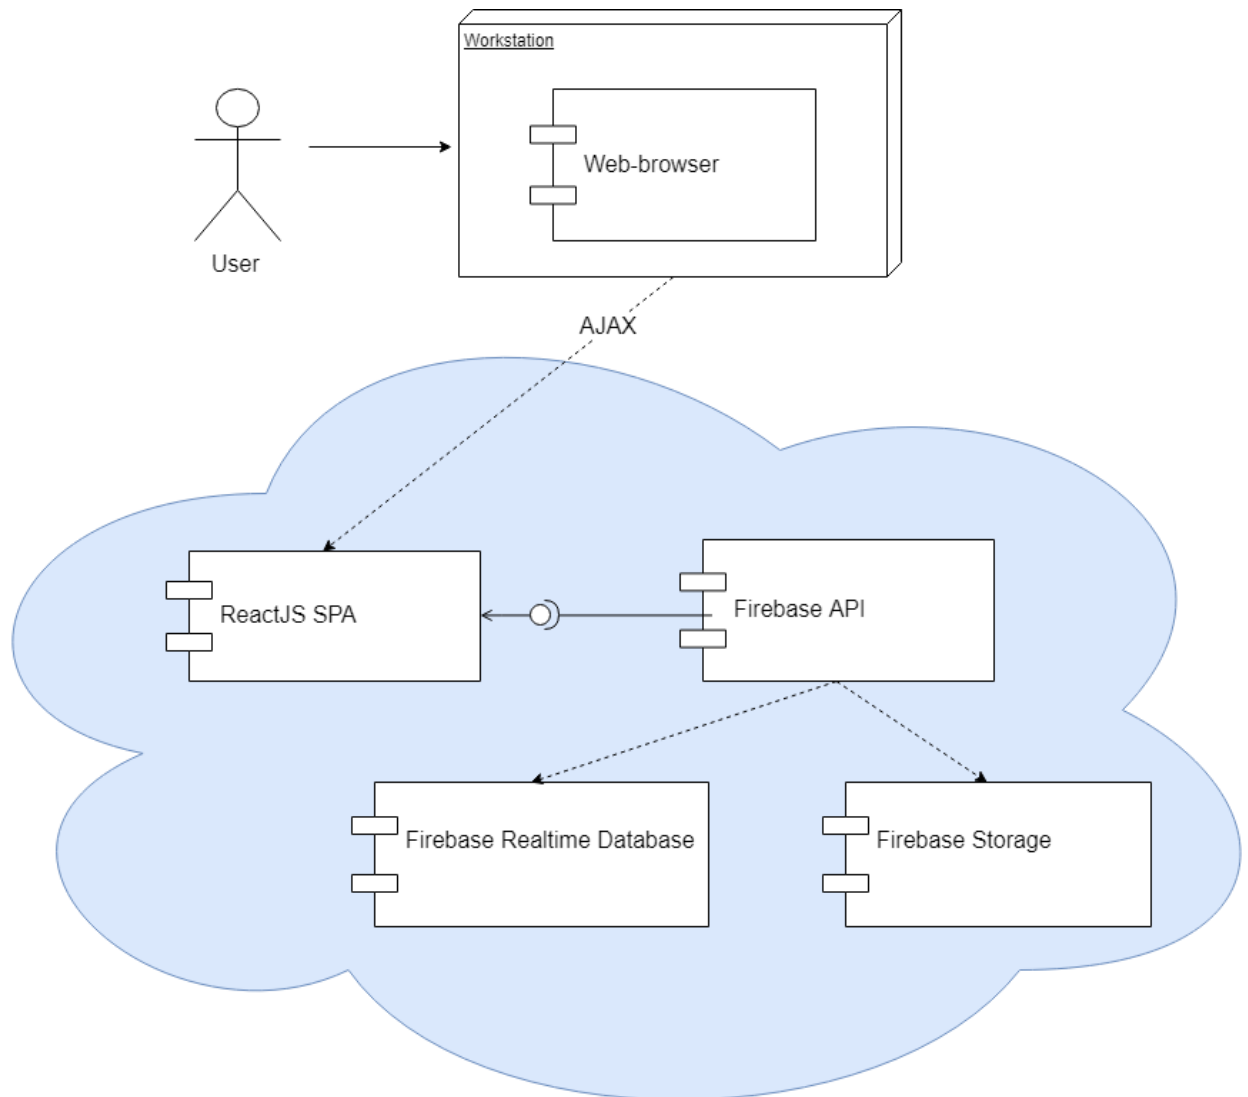 Workstation
Web-browser
User
AJAX
ReactJS SPA
Firebase API
Firebase Realtime Database
Firebase Storage